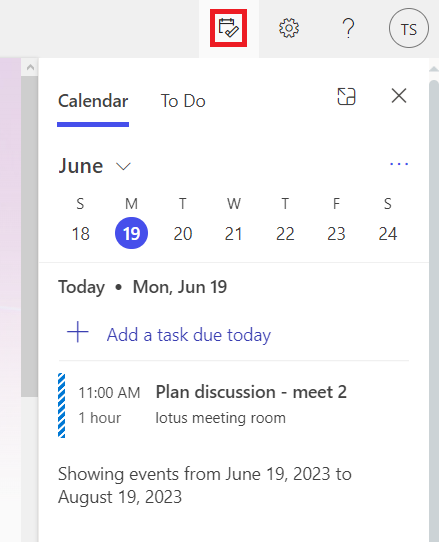 ? TS
Calendar To Do
June ...
S M T W T F S
18 19 20 21 22 23 24
Today • Mon, Jun 19
+ Add a task due today
11:00 AM Plan discussion - meet 2
1 hour lotus meeting room
Showing events from June 19, 2023 to
August 19, 2023